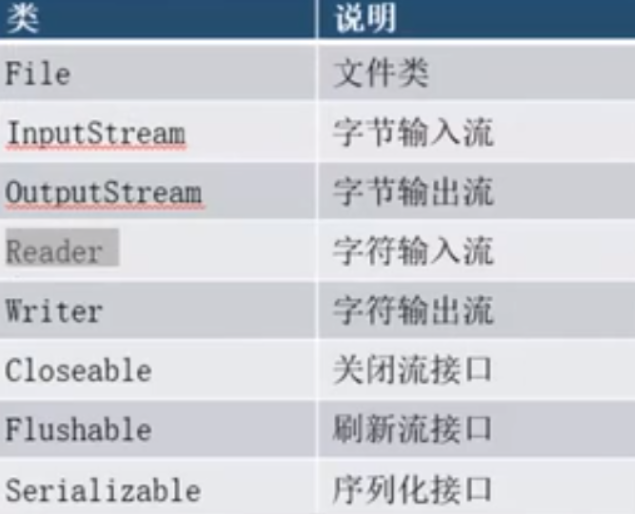 类 说明
File 文件类
InputStream 字节输入流
OutputStream 字节输出流
Reader 字符输入流
Writer 字符输出流
Closeable 关闭流接口
Flushable 刷新流接口
Serializable 序列化接口